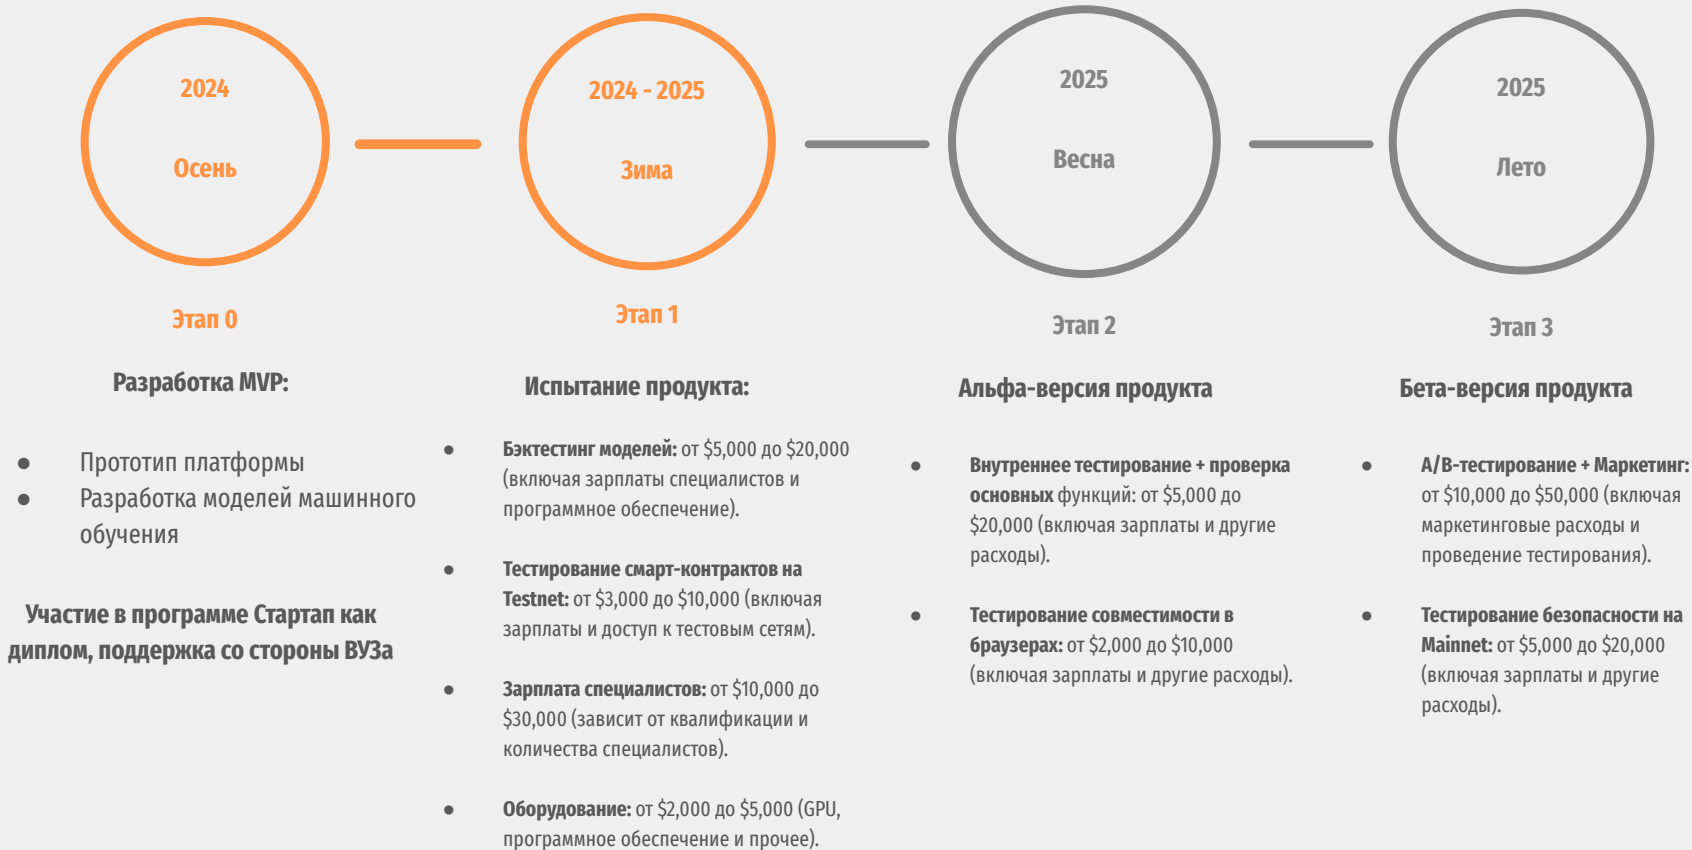 2024
Осень
Этап 0
Разработка MVP:
● Прототип платформы
● Разработка моделей машинного
обучения
Участие в программе Стартап как
диплом, поддержка со стороны ВУЗа
2024 - 2025
Зима
Этап 1
Испытание продукта:
● Бэктестинг моделей: от $5,000 до $20,000
(включая зарплаты специалистов и
программное обеспечение).
● Тестирование смарт-контрактов на
Testnet: от $3,000 до $10,000 (включая
зарплаты и доступ к тестовым сетям).
● Зарплата специалистов: от $10,000 до
$30,000 (зависит от квалификации и
количества специалистов).
● Оборудование: от $2,000 до $5,000 (GPU,
программное обеспечение и прочее).
2025
Весна
Этап 2
Альфа-версия продукта
● Внутреннее тестирование + проверка
основных функций: от $5,000 до
$20,000 (включая зарплаты и другие
расходы).
● Тестирование совместимости в
браузерах: от $2,000 до $10,000
(включая зарплаты и другие расходы).
2025
Лето
Этап 3
Бета-версия продукта
● A/B-тестирование + Маркетинг:
от $10,000 до $50,000 (включая
маркетинговые расходы и
проведение тестирования).
● Тестирование безопасности на
Mainnet: от $5,000 до $20,000
(включая зарплаты и другие
расходы).